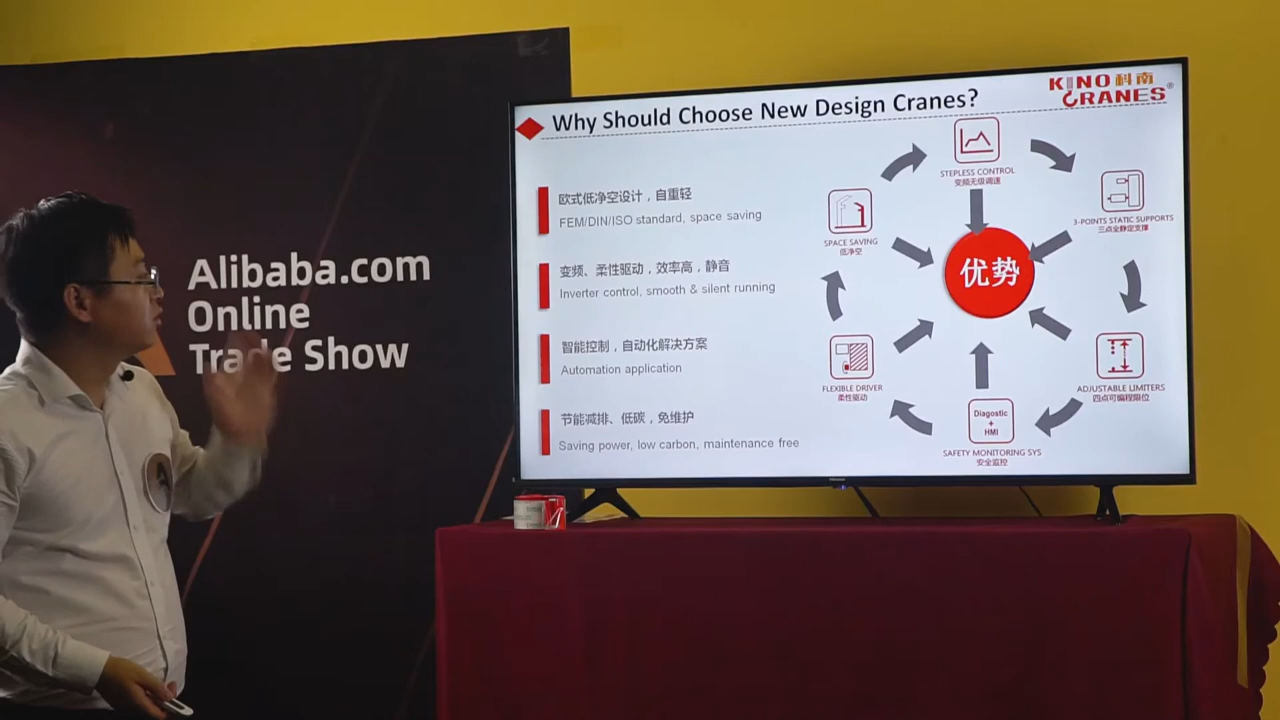 Alibaba.com
Online
Trade Show
Why Should Choose New Design Cranes?
KINO 科南
CRANES®
欧式低净空设计，自重轻
FEM/DIN/ISO standard, space saving
变频、柔性驱动，效率高，静音
Inverter control, smooth & silent running
智能控制，自动化解决方案
Automation application
节能减排、低碳，免维护
Saving power, low carbon, maintenance free
STEPLESS CONTROL
变频无级调速
3-POINTS STATIC SUPPORTS
三点全静定支撑
ADJUSTABLE LIMITERS
四点可编程限位
Diagostic
+
HMI
SAFETY MONITORING SYS
安全监控
FLEXIBLE DRIVER
柔性驱动
SPACE SAVING
低净空
优势